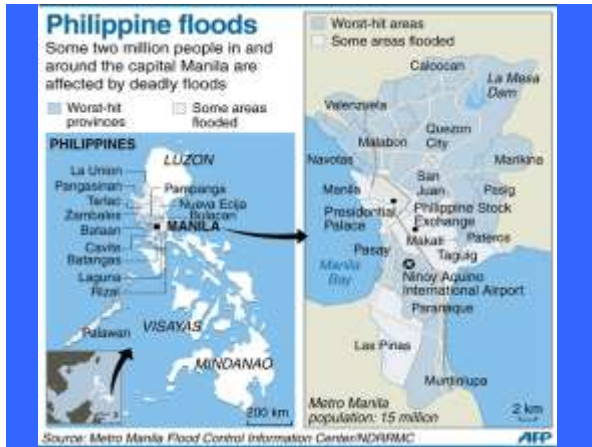 Philippine floods
Some two million people in and
around the capital Manila are
affected by deadly floods
Worst-hit
provinces
Some areas
flooded
PHILIPPINES
LUZON
La Union
Pangasinan
Tarlac
Zambales
Bataan
Cavite
Batangas
Laguna
Rizal
Pampanga
Nueva Ecija
Bulacan
MANILA
Palawan
VISAYAS
MINDANAO
200 km
Worst-hit areas
Some areas flooded
Caloocan
La Mesa
Dam
Valenzuela
Quezon
City
Malabon
Navotas
Marikina
San
Juan
Manila
Pasig
Presidential
Palace
Philippine Stock
Exchange
Makati
Pateros
Pasay
Taguig
Manila
Bay
Ninoy Aquino
International Airport
Paranaque
Las Pinas
Muntinlupa
Metro Manila
population: 15 million
2 km
Source: Metro Manila Flood Control Information Center/NDRRMC
AFP